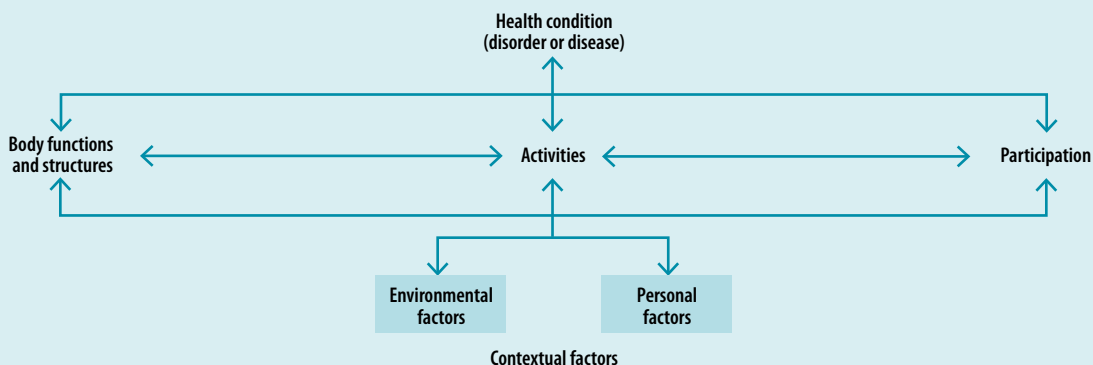 Health condition
(disorder or disease)
Body functions
and structures
Activities
Participation
Environmental
factors
Personal
factors
Contextual factors